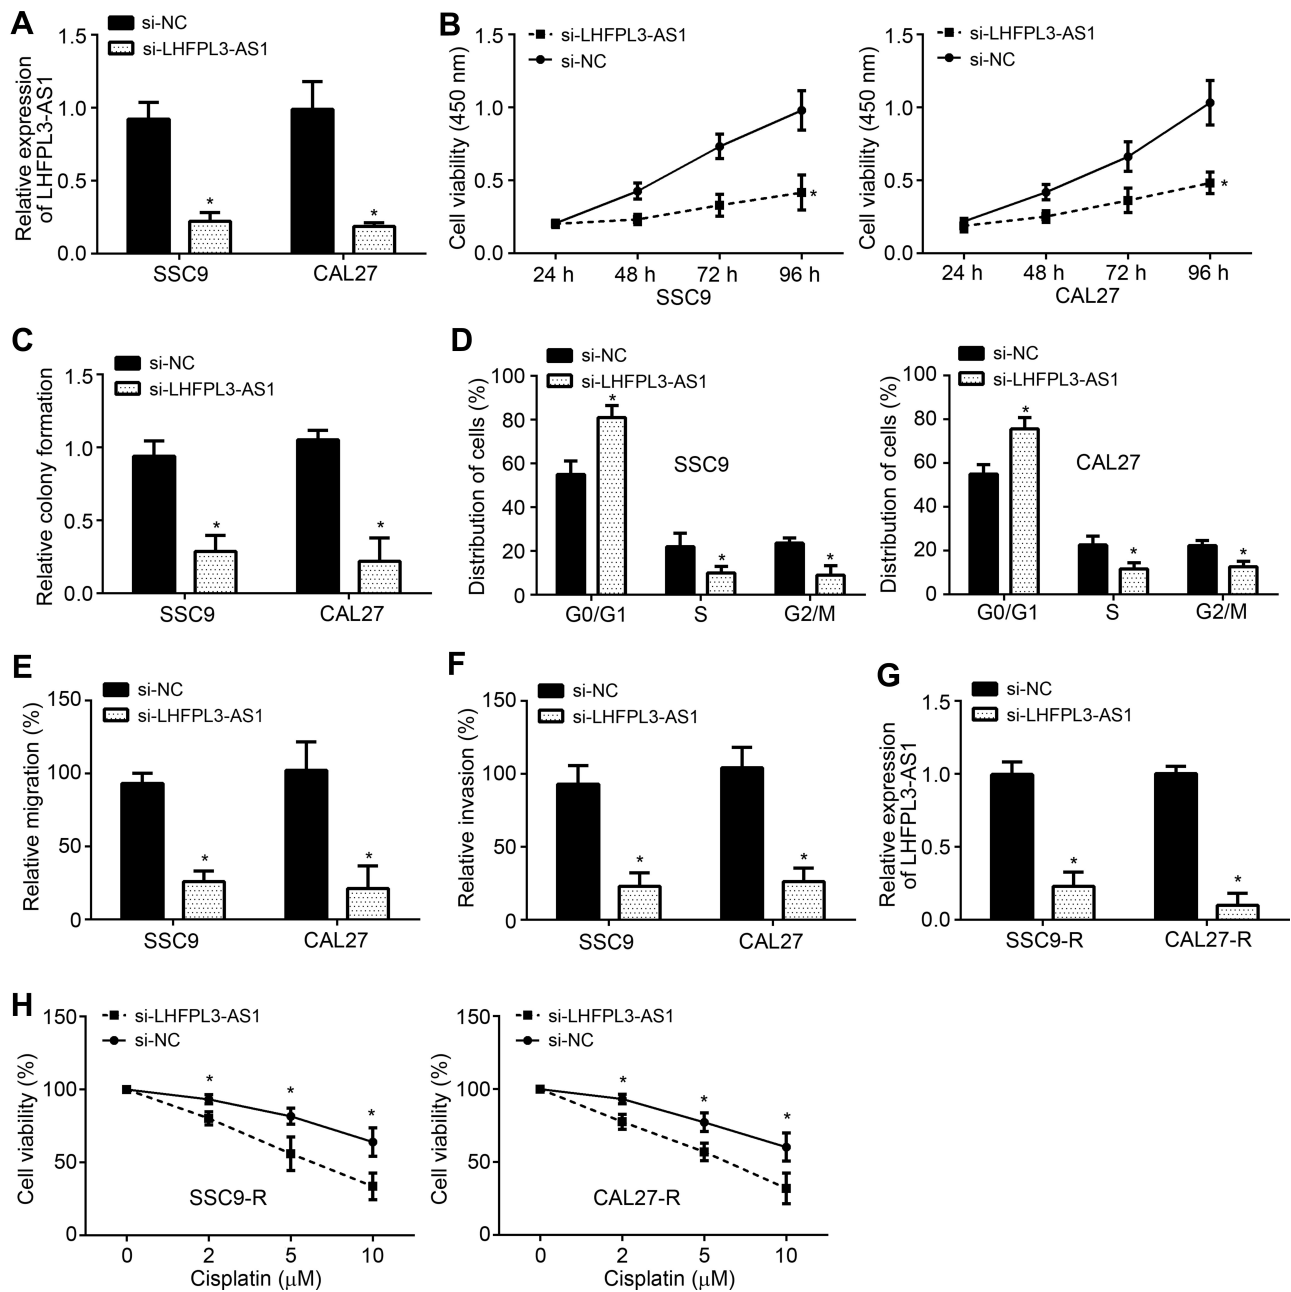 A
si-NC
si-LHFPL3-AS1
Relative expression
of LHFPL3-AS1
1.5
1.0
0.5
0.0
*
*
SSC9
CAL27
B
si-LHFPL3-AS1
si-NC
Cell viability (450 nm)
1.5
1.0
0.5
0.0
*
24 h
48 h
72 h
96 h
SSC9
si-LHFPL3-AS1
si-NC
Cell viability (450 nm)
1.5
1.0
0.5
0.0
*
24 h
48 h
72 h
96 h
CAL27
C
si-NC
si-LHFPL3-AS1
Relative colony formation
1.5
1.0
0.5
0.0
*
*
SSC9
CAL27
D
si-NC
si-LHFPL3-AS1
Distribution of cells (%)
100
80
60
40
20
0
*
*
*
SSC9
G0/G1
S
G2/M
si-NC
si-LHFPL3-AS1
Distribution of cells (%)
100
80
60
40
20
0
*
*
*
CAL27
G0/G1
S
G2/M
E
si-NC
si-LHFPL3-AS1
Relative migration (%)
150
100
50
0
*
*
SSC9
CAL27
F
si-NC
si-LHFPL3-AS1
Relative invasion (%)
150
100
50
0
*
*
SSC9
CAL27
G
si-NC
si-LHFPL3-AS1
Relative expression
of LHFPL3-AS1
1.5
1.0
0.5
0.0
*
*
SSC9-R
CAL27-R
H
si-LHFPL3-AS1
si-NC
Cell viability (%)
150
100
50
0
*
*
*
SSC9-R
0
2
5
10
Cisplatin (μM)
si-LHFPL3-AS1
si-NC
Cell viability (%)
150
100
50
0
*
*
*
CAL27-R
0
2
5
10
Cisplatin (μM)